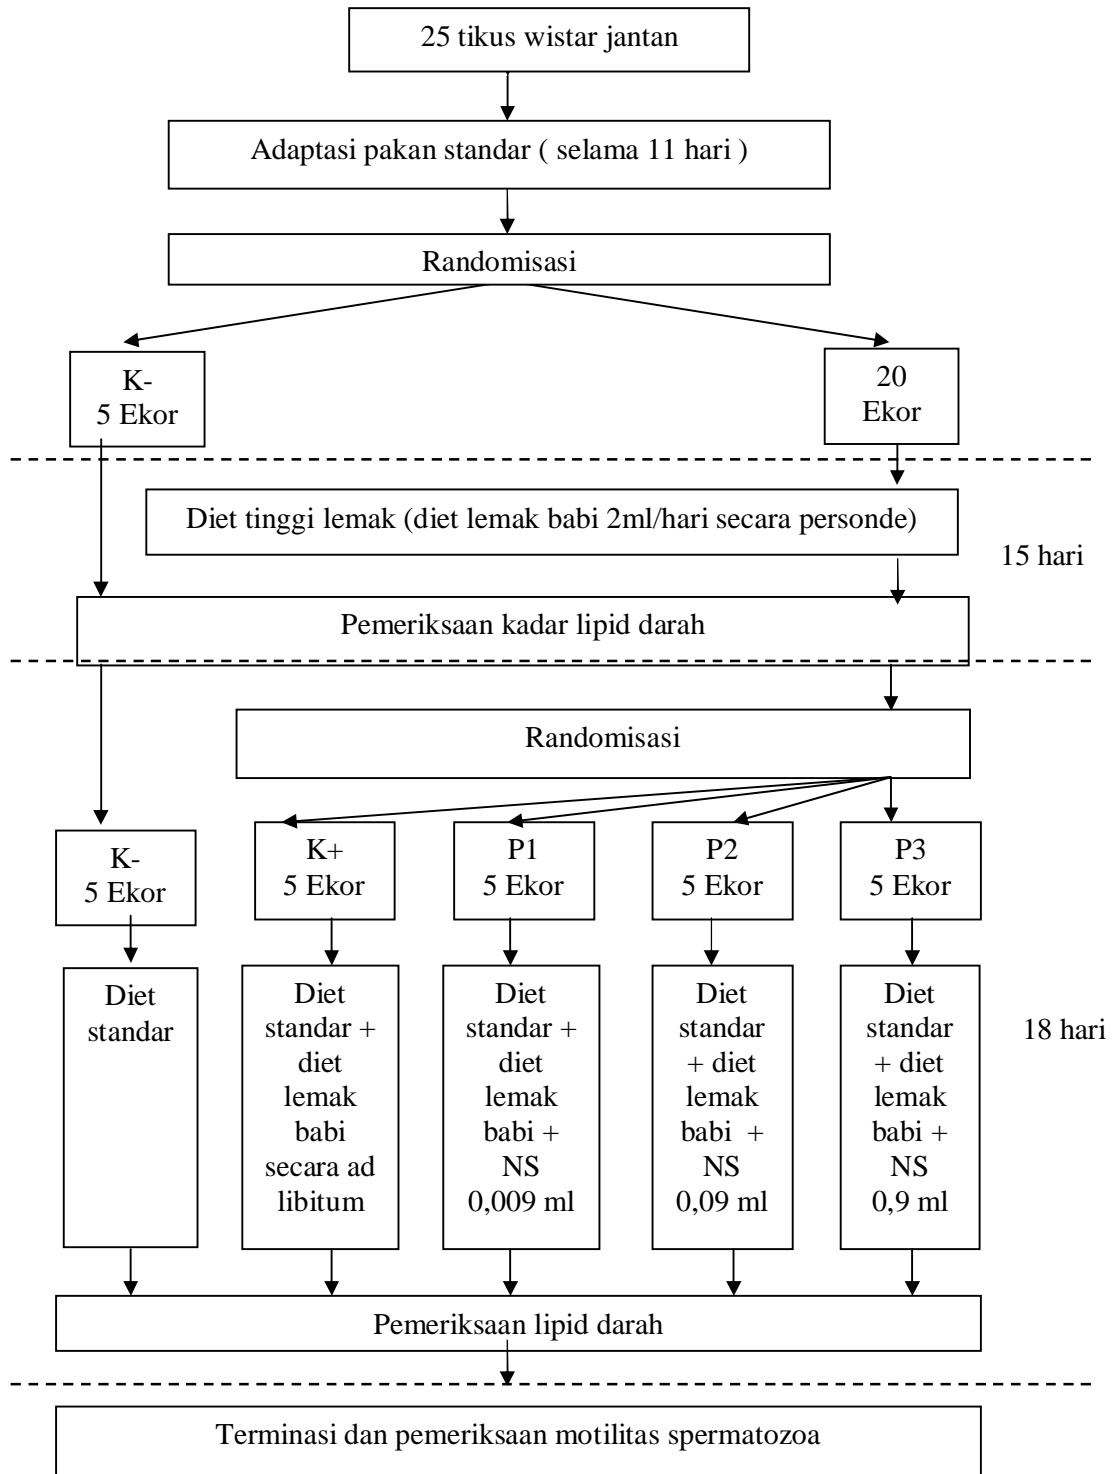 25 tikus wistar jantan
Adaptasi pakan standar ( selama 11 hari )
Randomisasi
K-
5 Ekor
20
Ekor
Diet tinggi lemak (diet lemak babi 2ml/hari secara personde)
15 hari
Pemeriksaan kadar lipid darah
Randomisasi
K-
5 Ekor
K+
5 Ekor
P1
5 Ekor
P2
5 Ekor
P3
5 Ekor
Diet
standar
Diet
standar +
diet
lemak
babi
secara ad
libitum
Diet
standar +
diet
lemak
babi +
NS
0,009 ml
Diet
standar
+ diet
lemak
babi +
NS
0,09 ml
Diet
standar
+ diet
lemak
babi +
NS
0,9 ml
18 hari
Pemeriksaan lipid darah
Terminasi dan pemeriksaan motilitas spermatozoa